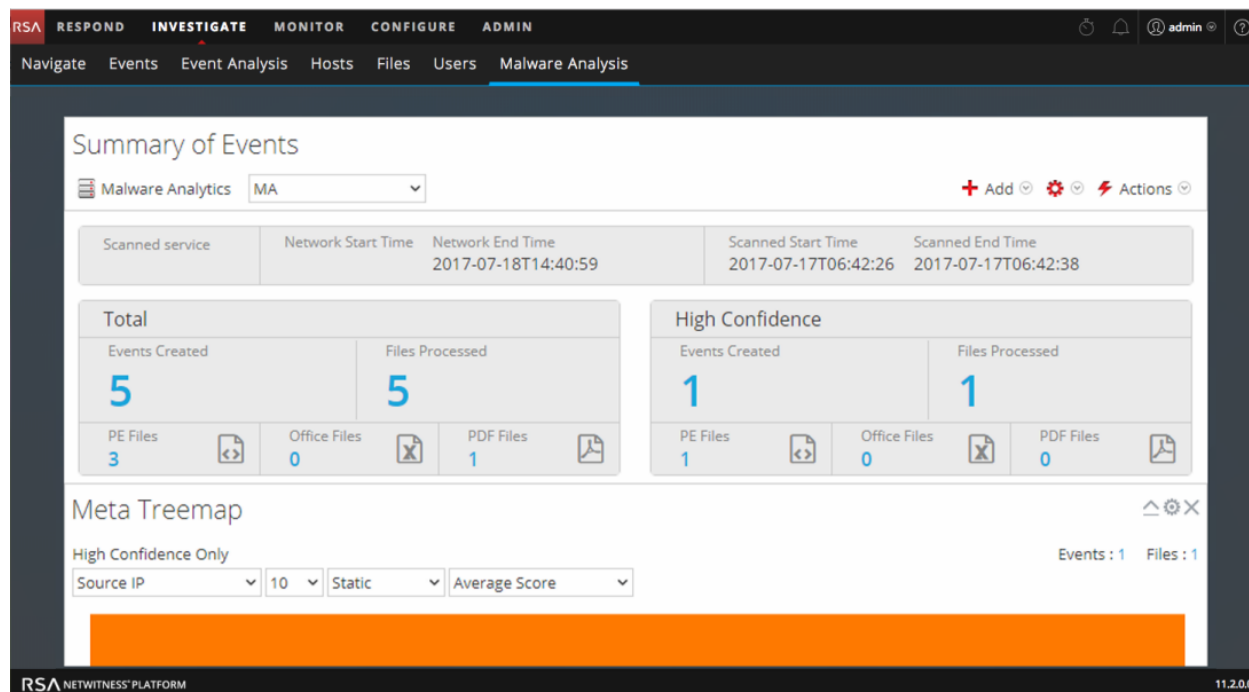 RSA RESPOND INVESTIGATE MONITOR CONFIGURE ADMIN admin
Navigate Events Event Analysis Hosts Files Users Malware Analysis
Summary of Events
Malware Analytics MA Add Actions
Scanned service Network Start Time Network End Time Scanned Start Time Scanned End Time
2017-07-18T14:40:59 2017-07-17T06:42:26 2017-07-17T06:42:38
Total High Confidence
Events Created Files Processed Events Created Files Processed
5 5 1 1
PE Files Office Files PDF Files PE Files Office Files PDF Files
3 0 1 1 0 0
Meta Treemap
High Confidence Only Events : 1 Files : 1
Source IP 10 Static Average Score
RSA NETWITNESS® PLATFORM 11.2.0.